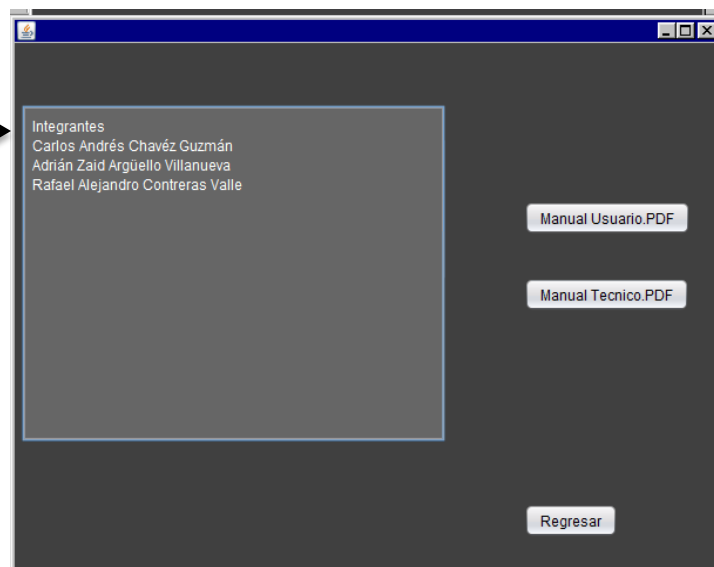 Integrantes
Carlos Andrés Chavéz Guzmán
Adrián Zaid Argüello Villanueva
Rafael Alejandro Contreras Valle
Manual Usuario.PDF
Manual Tecnico.PDF
Regresar